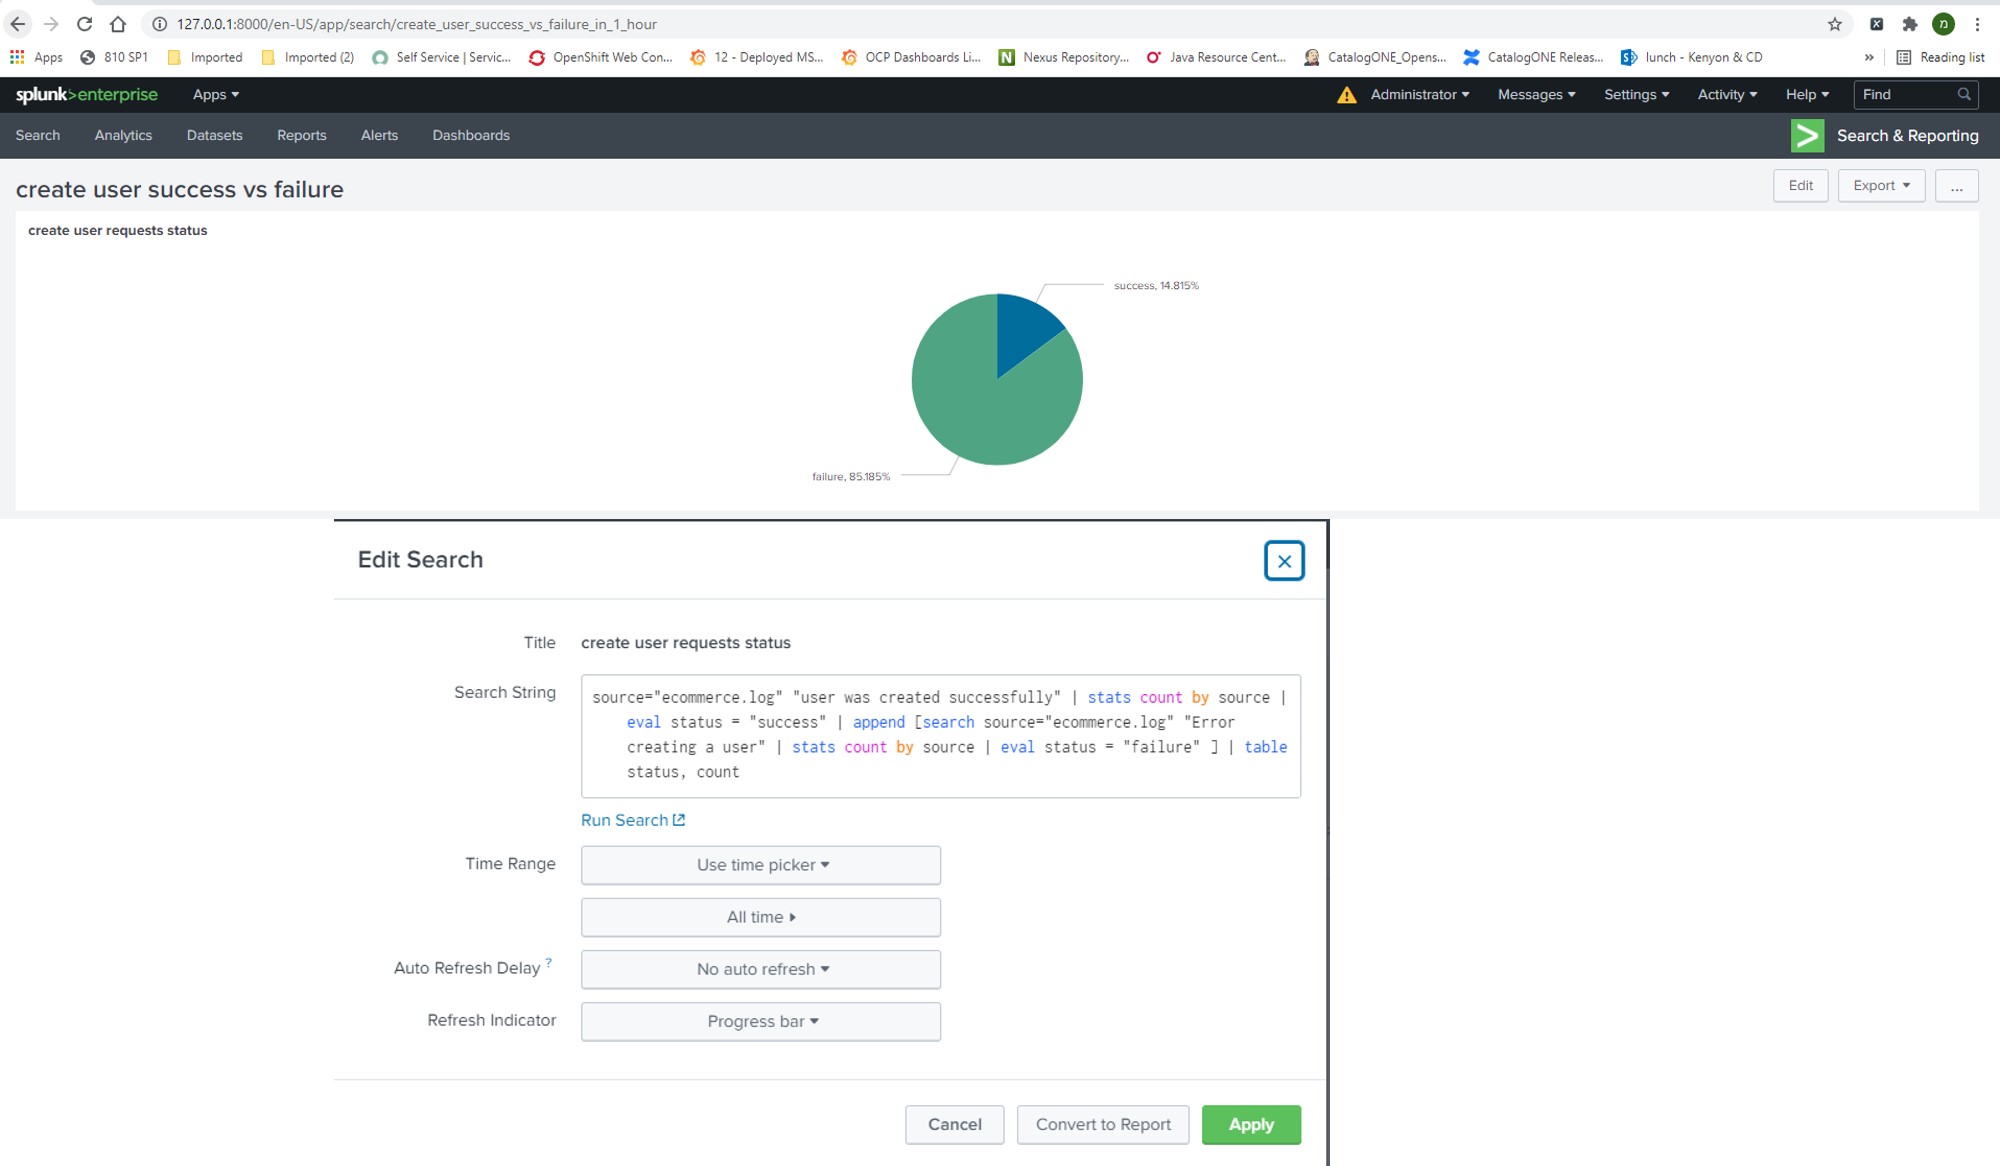 127.0.0.1:8000/en-US/app/search/create_user_success_vs_failure_in_1_hour
Apps 810 SP1 Imported Imported (2) Self Service | Servic... OpenShift Web Con... 12 - Deployed MS... OCP Dashboards Li... N Nexus Repository... Java Resource Cent... CatalogONE_Opens... CatalogONE Releas... lunch - Kenyon & CD » Reading list
splunk>enterprise Apps Administrator Messages Settings Activity Help Find
Search Analytics Datasets Reports Alerts Dashboards > Search & Reporting
create user success vs failure Edit Export ...
create user requests status
success, 14.815%
failure, 85.185%
Edit Search
Title create user requests status
Search String source="ecommerce.log" "user was created successfully" | stats count by source |
eval status = "success" | append [search source="ecommerce.log" "Error
creating a user" | stats count by source | eval status = "failure" ] | table
status, count
Run Search
Time Range Use time picker
All time
Auto Refresh Delay ? No auto refresh
Refresh Indicator Progress bar
Cancel Convert to Report Apply